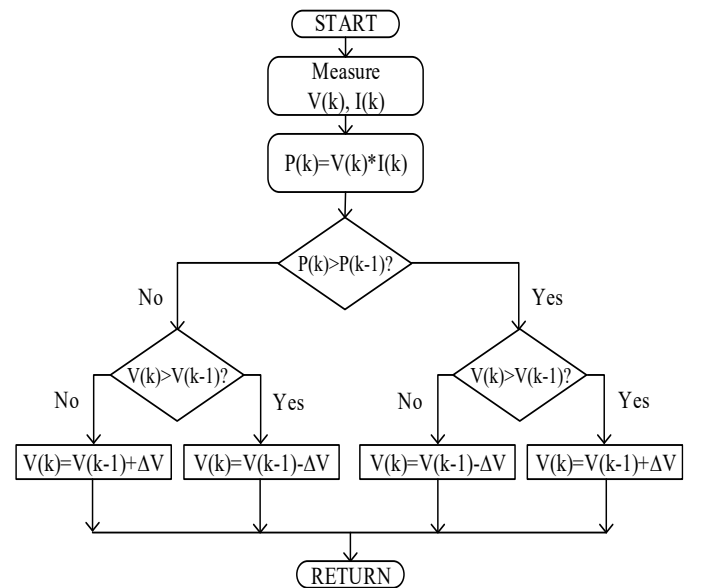 START
Measure
V(k), I(k)
P(k)=V(k)*I(k)
P(k)>P(k-1)?
No
Yes
V(k)>V(k-1)?
V(k)>V(k-1)?
No
Yes
No
Yes
V(k)=V(k-1)+ΔV
V(k)=V(k-1)-ΔV
V(k)=V(k-1)-ΔV
V(k)=V(k-1)+ΔV
RETURN